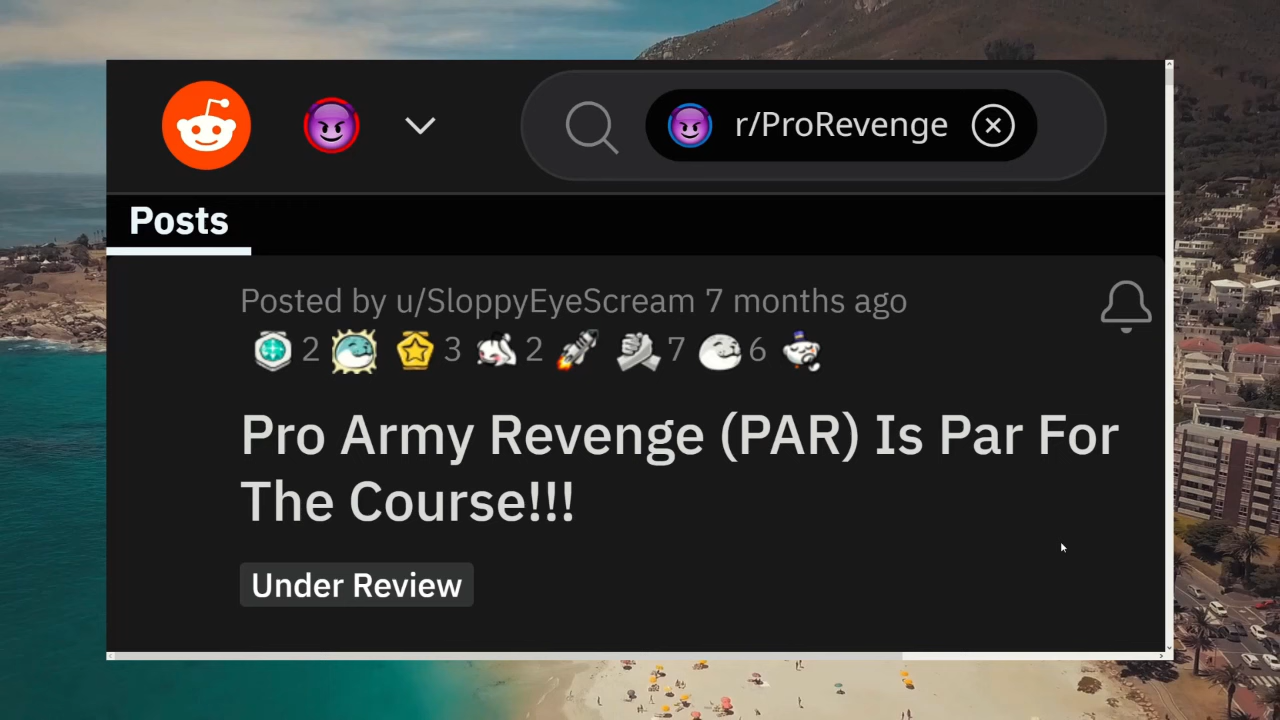 r/ProRevenge
Posts
Posted by u/SloppyEyeScream 7 months ago
2 3 2 7 6
Pro Army Revenge (PAR) Is Par For
The Course!!!
Under Review